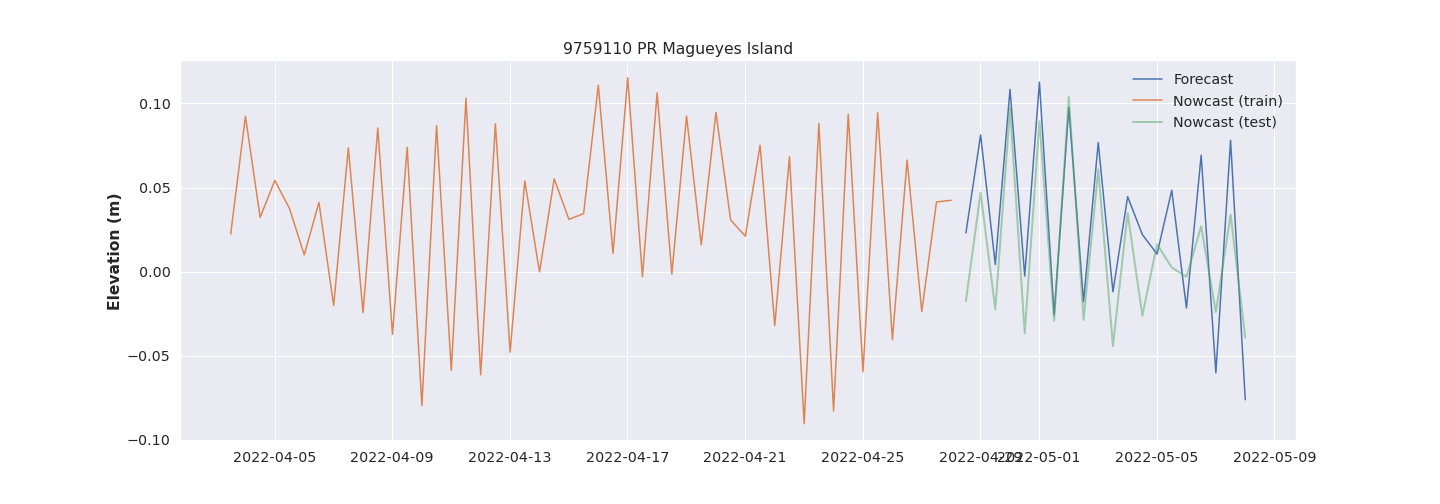 9759110 PR Magueyes Island
Forecast
Nowcast (train)
Nowcast (test)
Elevation (m)
0.10
0.05
0.00
−0.05
−0.10
2022-04-05 2022-04-09 2022-04-13 2022-04-17 2022-04-21 2022-04-25 2022-04-29 2022-05-01 2022-05-05 2022-05-09